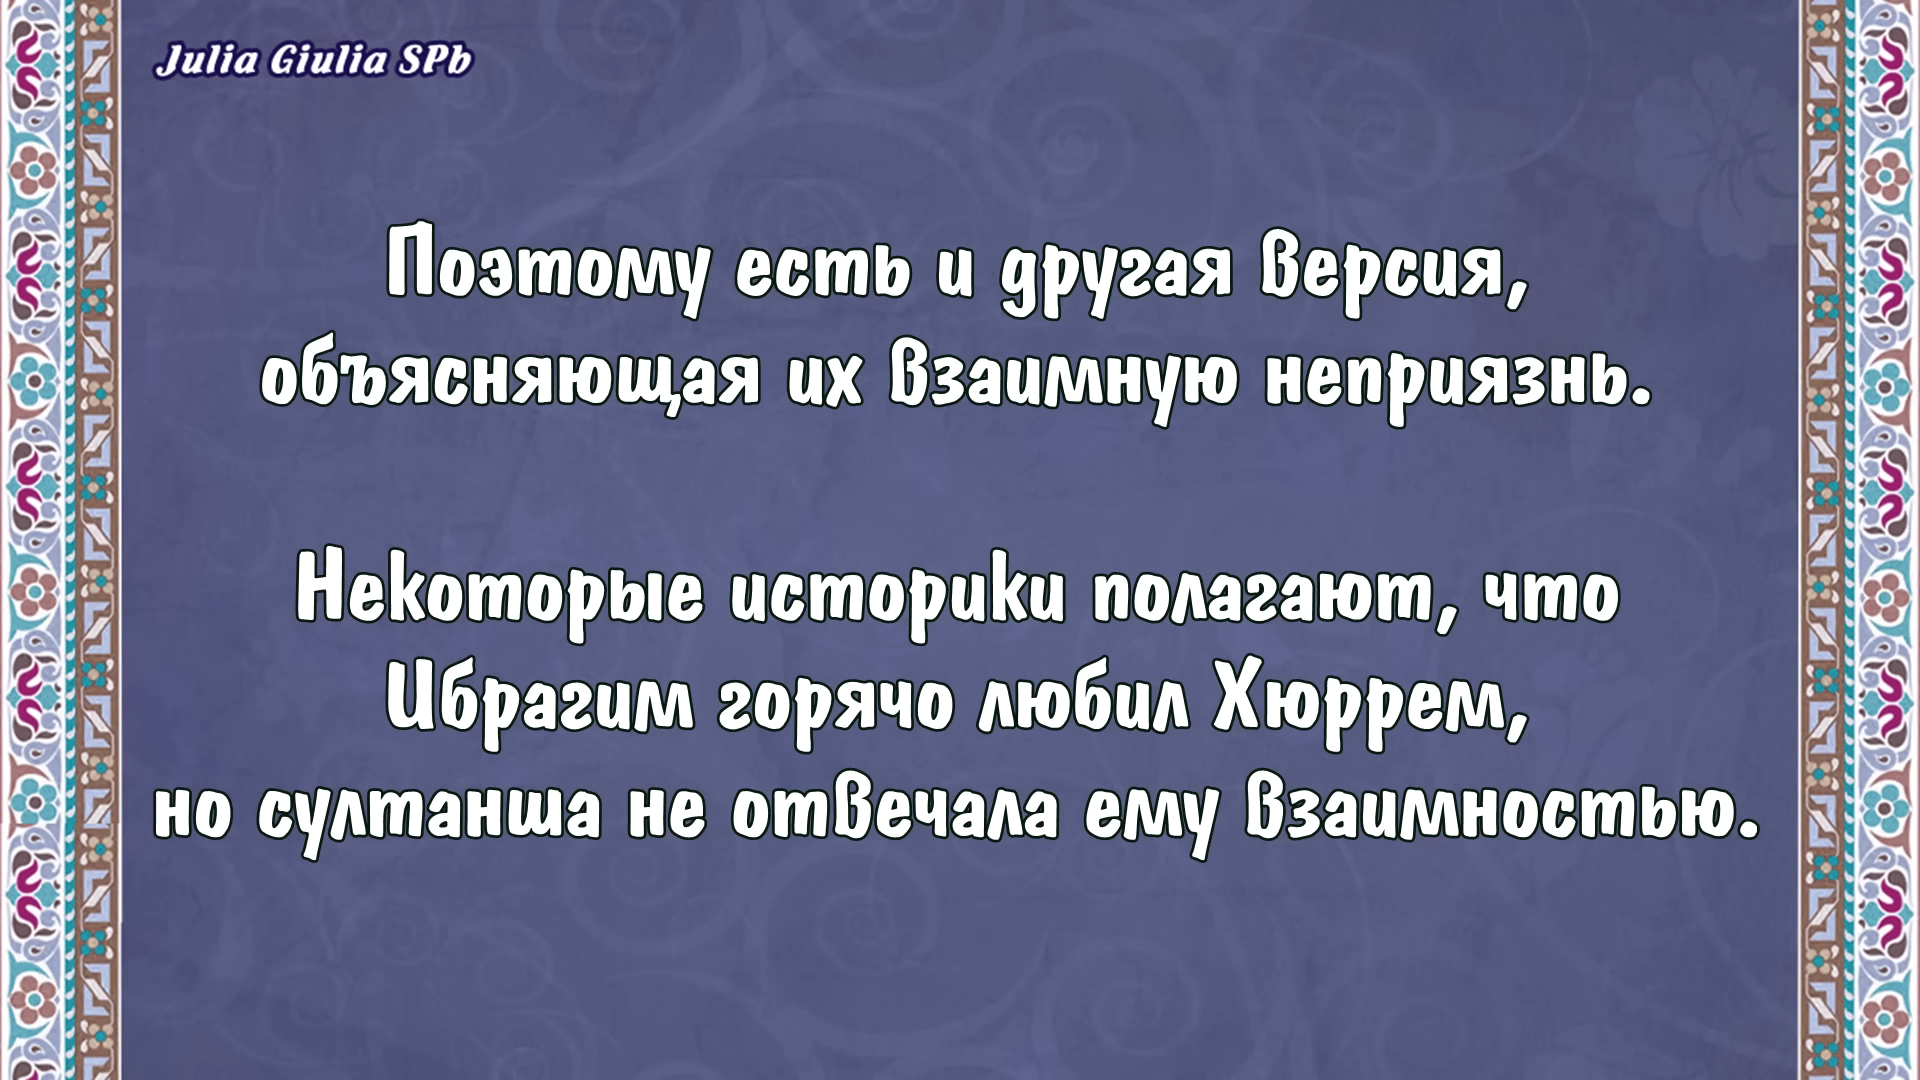 Julia Giulia SPb
Поэтому есть и другая версия,
объясняющая их взаимную неприязнь.
Некоторые историки полагают, что
Ибрагим горячо любил Хюррем,
но султанша не отвечала ему взаимностью.